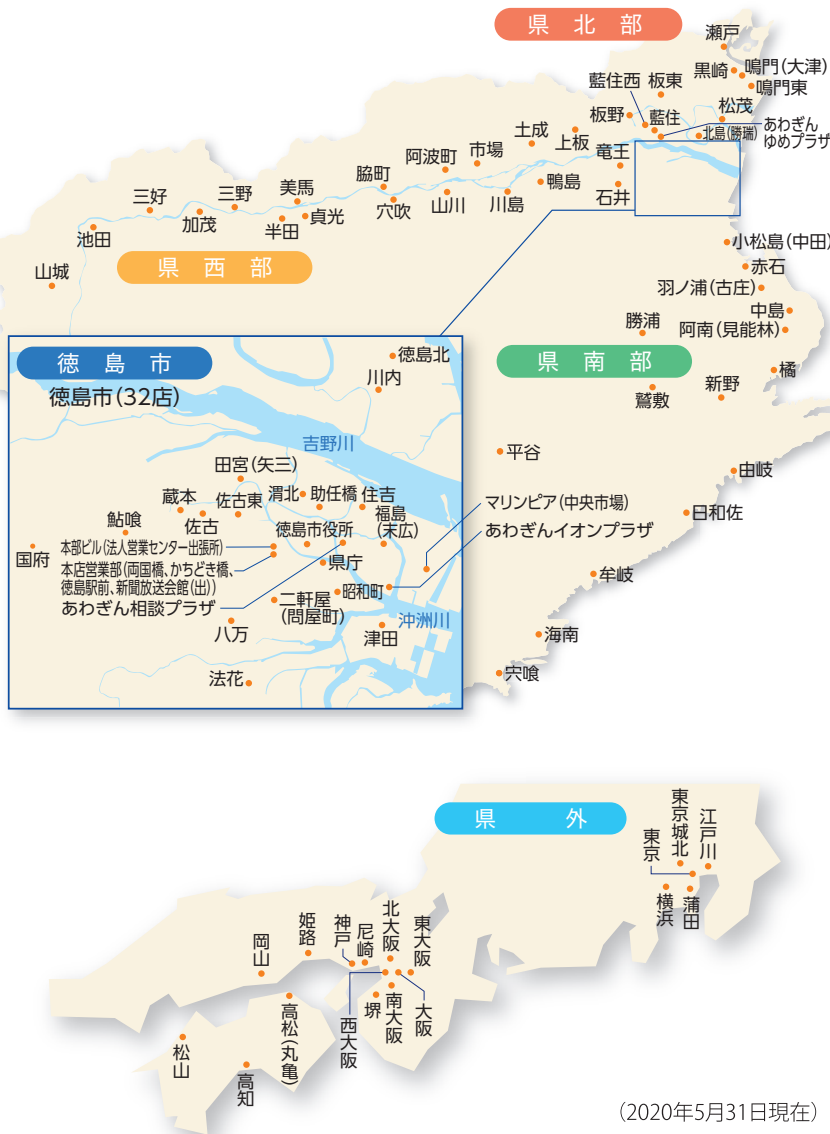 県北部
瀬戸
黒崎
鳴門(大津)
鳴門東
藍住西
板東
松茂
板野
藍住
北島(勝瑞)
あわぎん
ゆめプラザ
土成
上板
竜王
阿波町
市場
脇町
鴨島
石井
美馬
三野
三好
加茂
半田
貞光
穴吹
山川
川島
池田
山城
県西部
小松島(中田)
赤石
羽ノ浦(古庄)
中島
勝浦
阿南(見能林)
県南部
橘
鷲敷
新野
平谷
由岐
日和佐
牟岐
海南
宍喰
徳島市
徳島市(32店)
徳島北
川内
吉野川
田宮(矢三)
渭北
助任橋
住吉
蔵本
佐古東
佐古
鮎喰
国府
徳島市役所
福島
(末広)
マリンピア(中央市場)
あわぎんイオンプラザ
本部ビル(法人営業センター出張所)
本店営業部(両国橋、かちどき橋、
徳島駅前、新聞放送会館(出))
あわぎん相談プラザ
県庁
昭和町
二軒屋
(問屋町)
沖洲川
八万
津田
法花
県外
東京
東京城北
江戸川
横浜
蒲田
岡山
姫路
神戸
尼崎
北大阪
東大阪
西大阪
堺
南大阪
大阪
松山
高知
高松(丸亀)
(2020年5月31日現在)